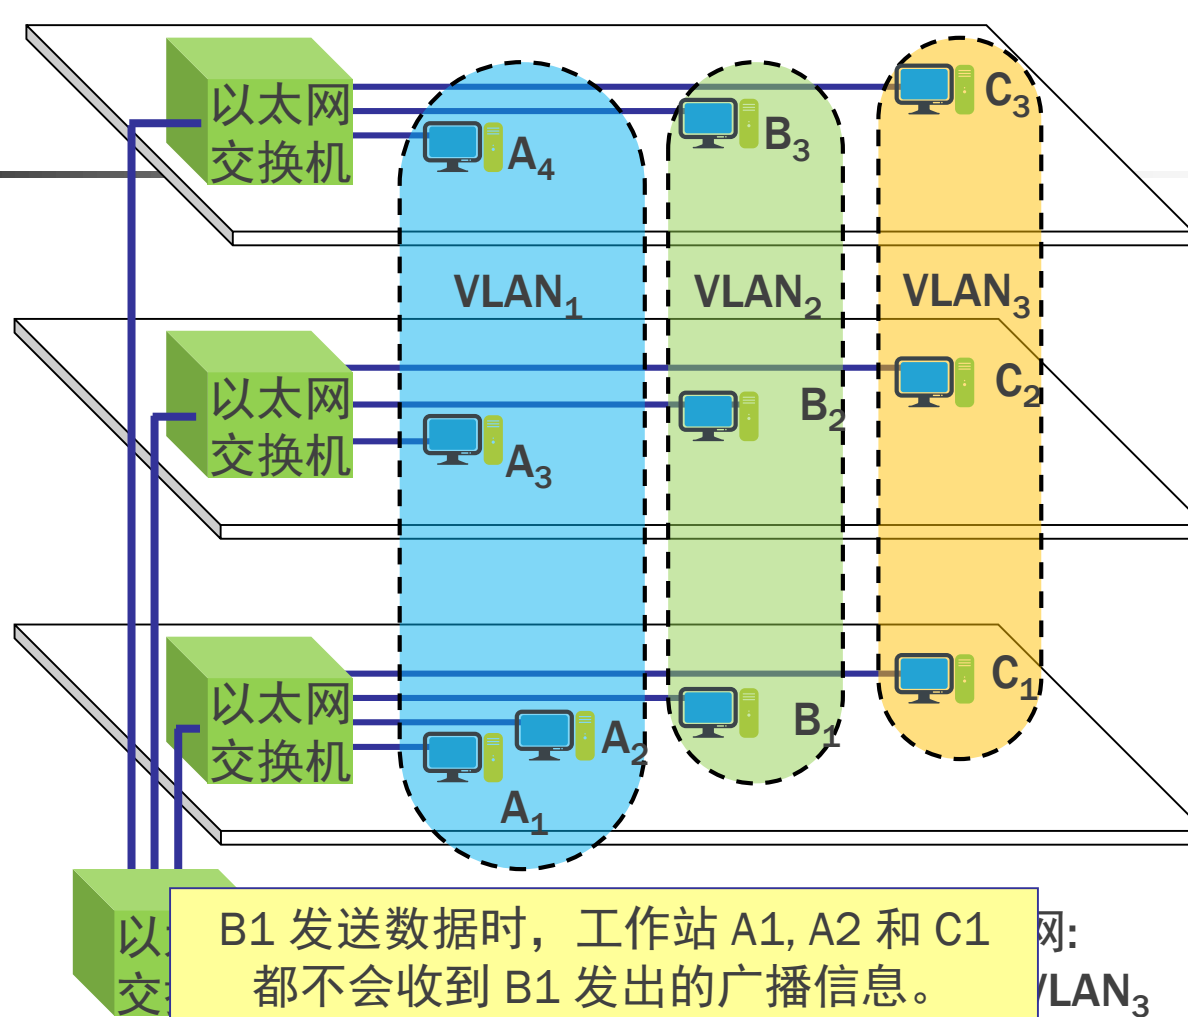 以太网
交换机
C3
B3
A4
VLAN1
VLAN2
VLAN3
以太网
交换机
C2
B2
A3
以太网
交换机
C1
B1
A2
A1
以
交
B1 发送数据时，工作站 A1, A2 和 C1
都不会收到 B1 发出的广播信息。
网:
VLAN3